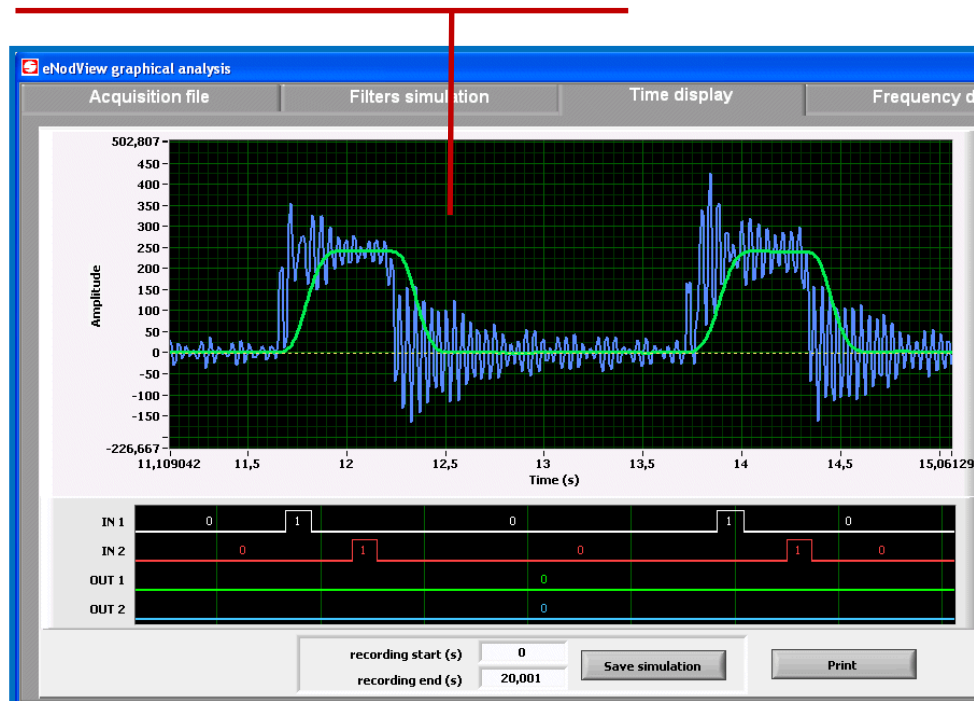 eNodView graphical analysis
Acquisition file Filters simulation Time display Frequency d
502,807
450
400
350
300
250
200
150
100
50
0
-50
-100
-150
-226,667
Amplitude
11,109042 11,5 12 12,5 13 13,5 14 14,5 15,06129
Time (s)
IN 1 0 1 0 1 0
IN 2 0 1 0 1 0
OUT 1 0
OUT 2 0
recording start (s) 0
recording end (s) 20,001
Save simulation
Print